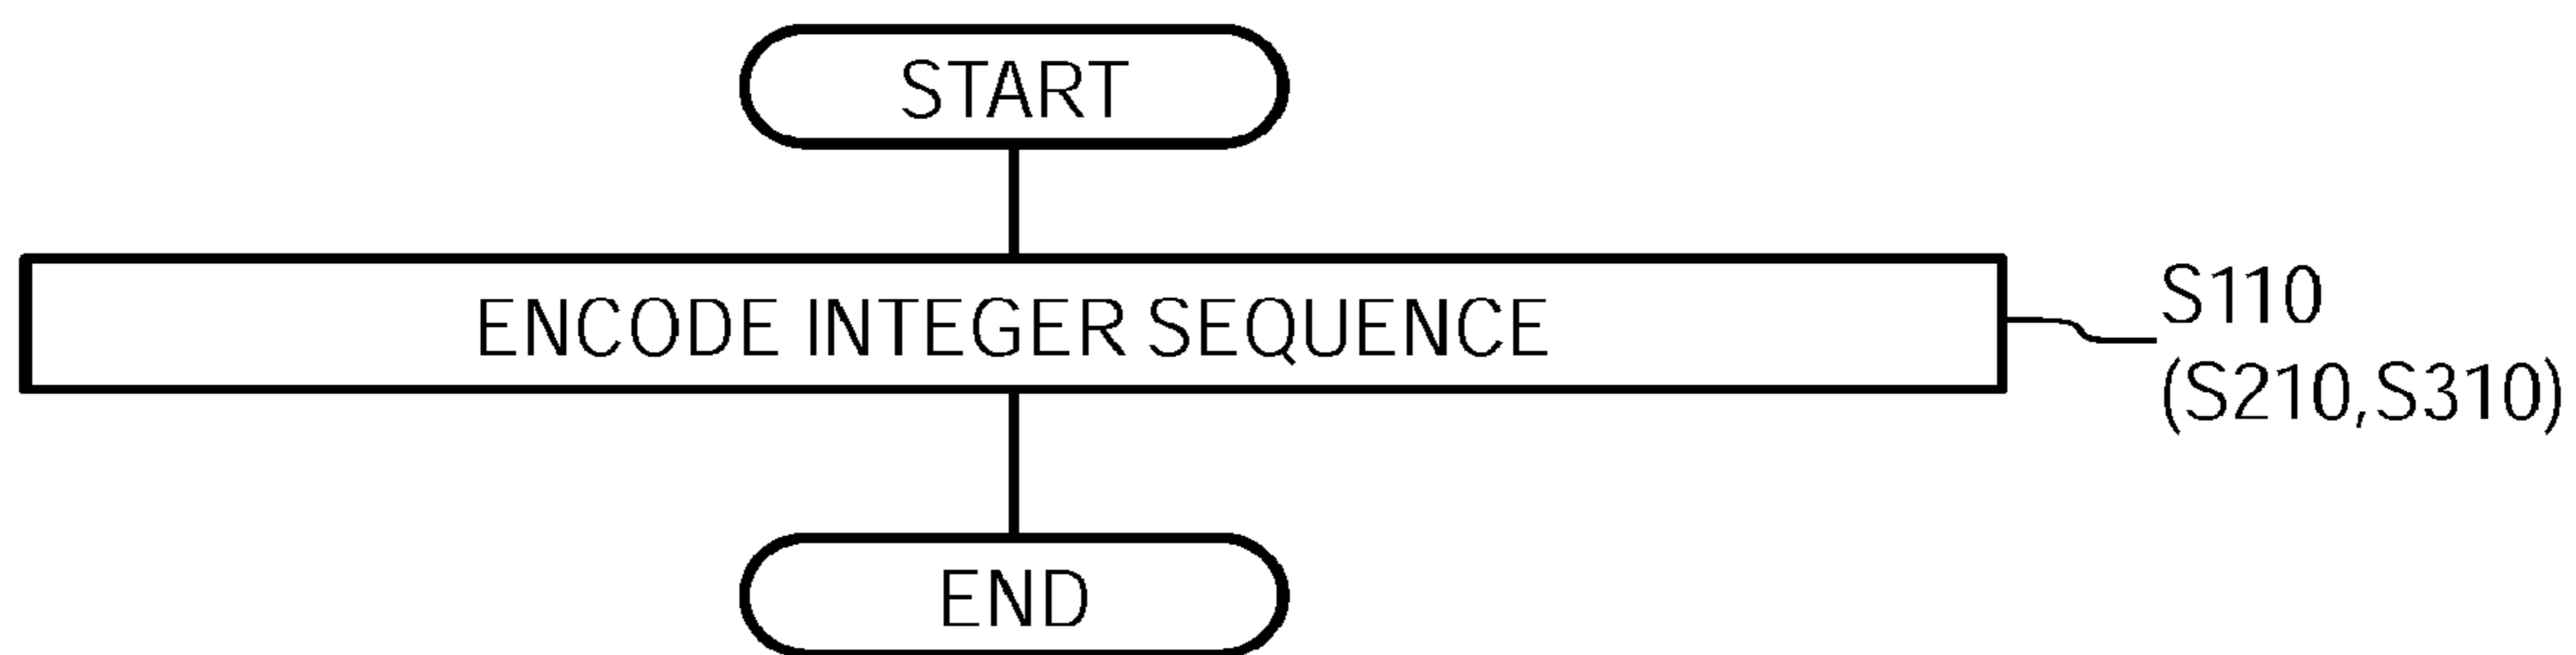 START
ENCODE INTEGER SEQUENCE
S110
(S210,S310)
END